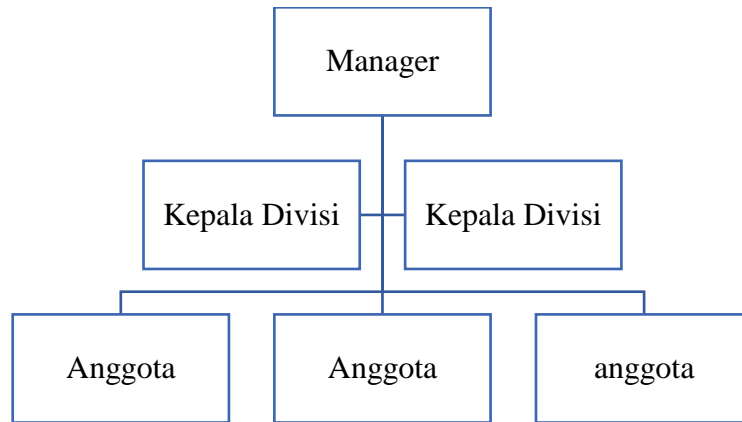 Manager
Kepala Divisi
Kepala Divisi
Anggota
Anggota
anggota